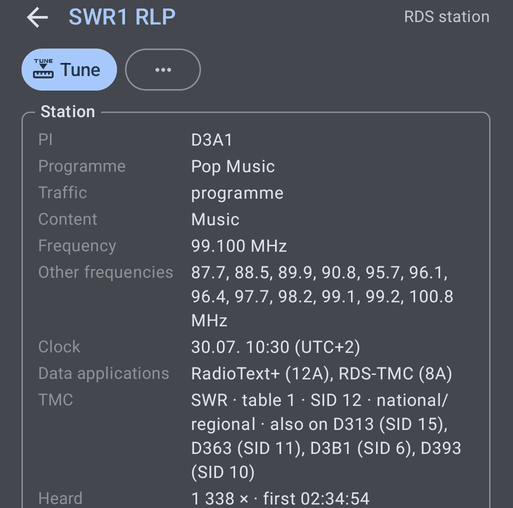 SWR1 RLP
RDS station
TUNE
Tune
...
Station
PI D3A1
Programme Pop Music
Traffic programme
Content Music
Frequency 99.100 MHz
Other frequencies 87.7, 88.5, 89.9, 90.8, 95.7, 96.1,
96.4, 97.7, 98.2, 99.1, 99.2, 100.8
MHz
Clock 30.07. 10:30 (UTC+2)
Data applications RadioText+ (12A), RDS-TMC (8A)
TMC SWR · table 1 · SID 12 · national/
regional · also on D313 (SID 15),
D363 (SID 11), D3B1 (SID 6), D393
(SID 10)
Heard 1 338 × · first 02:34:54